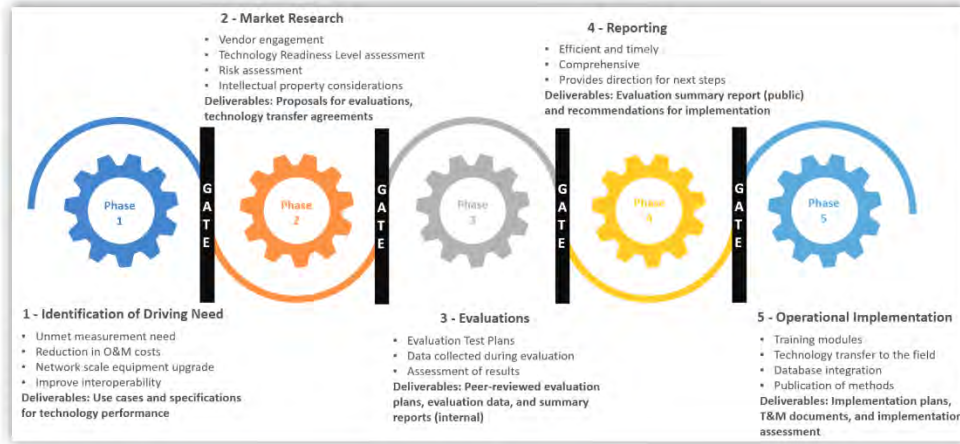 2 - Market Research
• Vendor engagement
• Technology Readiness Level assessment
• Risk assessment
• Intellectual property considerations
Deliverables: Proposals for evaluations,
technology transfer agreements
4 - Reporting
• Efficient and timely
• Comprehensive
• Provides direction for next steps
Deliverables: Evaluation summary report (public)
and recommendations for implementation
Phase
1
GATE
Phase
2
GATE
Phase
3
GATE
Phase
4
GATE
Phase
5
1 - Identification of Driving Need
• Unmet measurement need
• Reduction in O&M costs
• Network scale equipment upgrade
• Improve interoperability
Deliverables: Use cases and specifications
for technology performance
3 - Evaluations
• Evaluation Test Plans
• Data collected during evaluation
• Assessment of results
Deliverables: Peer-reviewed evaluation
plans, evaluation data, and summary
reports (internal)
5 - Operational Implementation
• Training modules
• Technology transfer to the field
• Database integration
• Publication of methods
Deliverables: Implementation plans,
T&M documents, and implementation
assessment